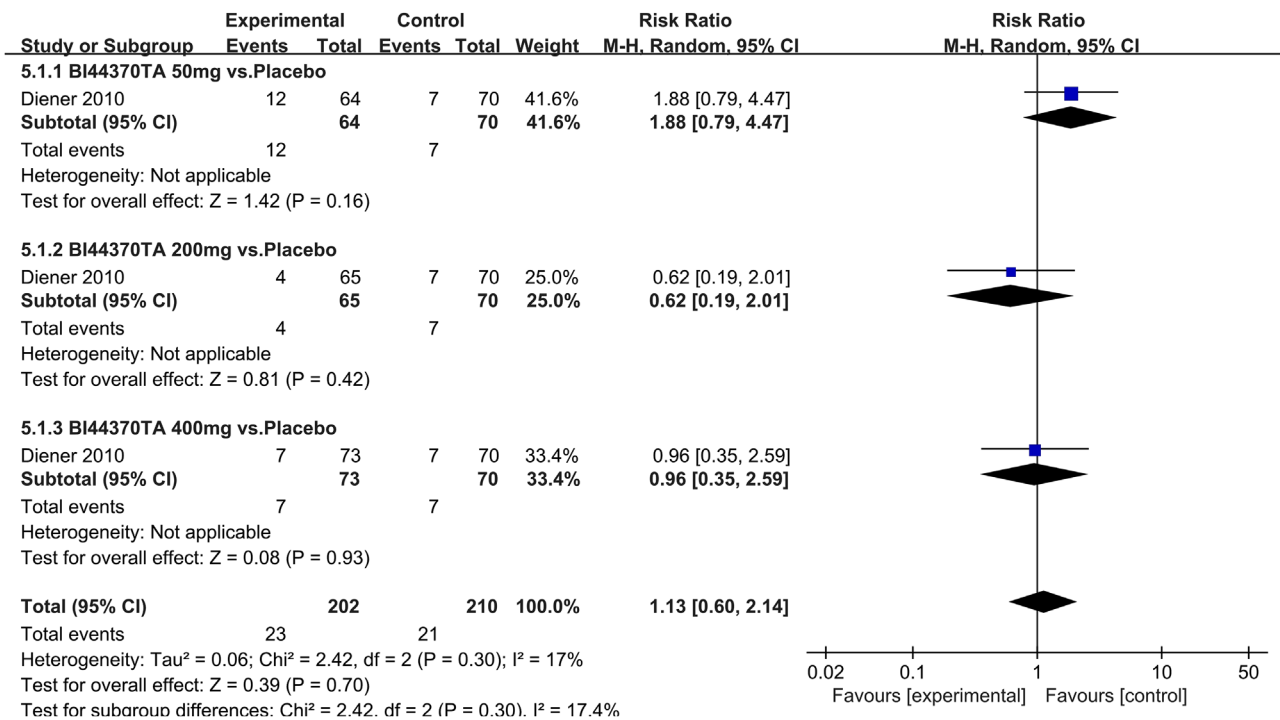 Experimental Control Risk Ratio Risk Ratio
Study or Subgroup Events Total Events Total Weight M-H, Random, 95% CI M-H, Random, 95% CI
5.1.1 BI44370TA 50mg vs.Placebo
Diener 2010 12 64 7 70 41.6% 1.88 [0.79, 4.47]
Subtotal (95% CI) 64 70 41.6% 1.88 [0.79, 4.47]
Total events 12 7
Heterogeneity: Not applicable
Test for overall effect: Z = 1.42 (P = 0.16)
5.1.2 BI44370TA 200mg vs.Placebo
Diener 2010 4 65 7 70 25.0% 0.62 [0.19, 2.01]
Subtotal (95% CI) 65 70 25.0% 0.62 [0.19, 2.01]
Total events 4 7
Heterogeneity: Not applicable
Test for overall effect: Z = 0.81 (P = 0.42)
5.1.3 BI44370TA 400mg vs.Placebo
Diener 2010 7 73 7 70 33.4% 0.96 [0.35, 2.59]
Subtotal (95% CI) 73 70 33.4% 0.96 [0.35, 2.59]
Total events 7 7
Heterogeneity: Not applicable
Test for overall effect: Z = 0.08 (P = 0.93)
Total (95% CI) 202 210 100.0% 1.13 [0.60, 2.14]
Total events 23 21
Heterogeneity: Tau² = 0.06; Chi² = 2.42, df = 2 (P = 0.30); I² = 17%
Test for overall effect: Z = 0.39 (P = 0.70)
Test for subgroup differences: Chi² = 2.42, df = 2 (P = 0.30), I² = 17.4%
0.02 0.1 1 10 50
Favours [experimental] Favours [control]